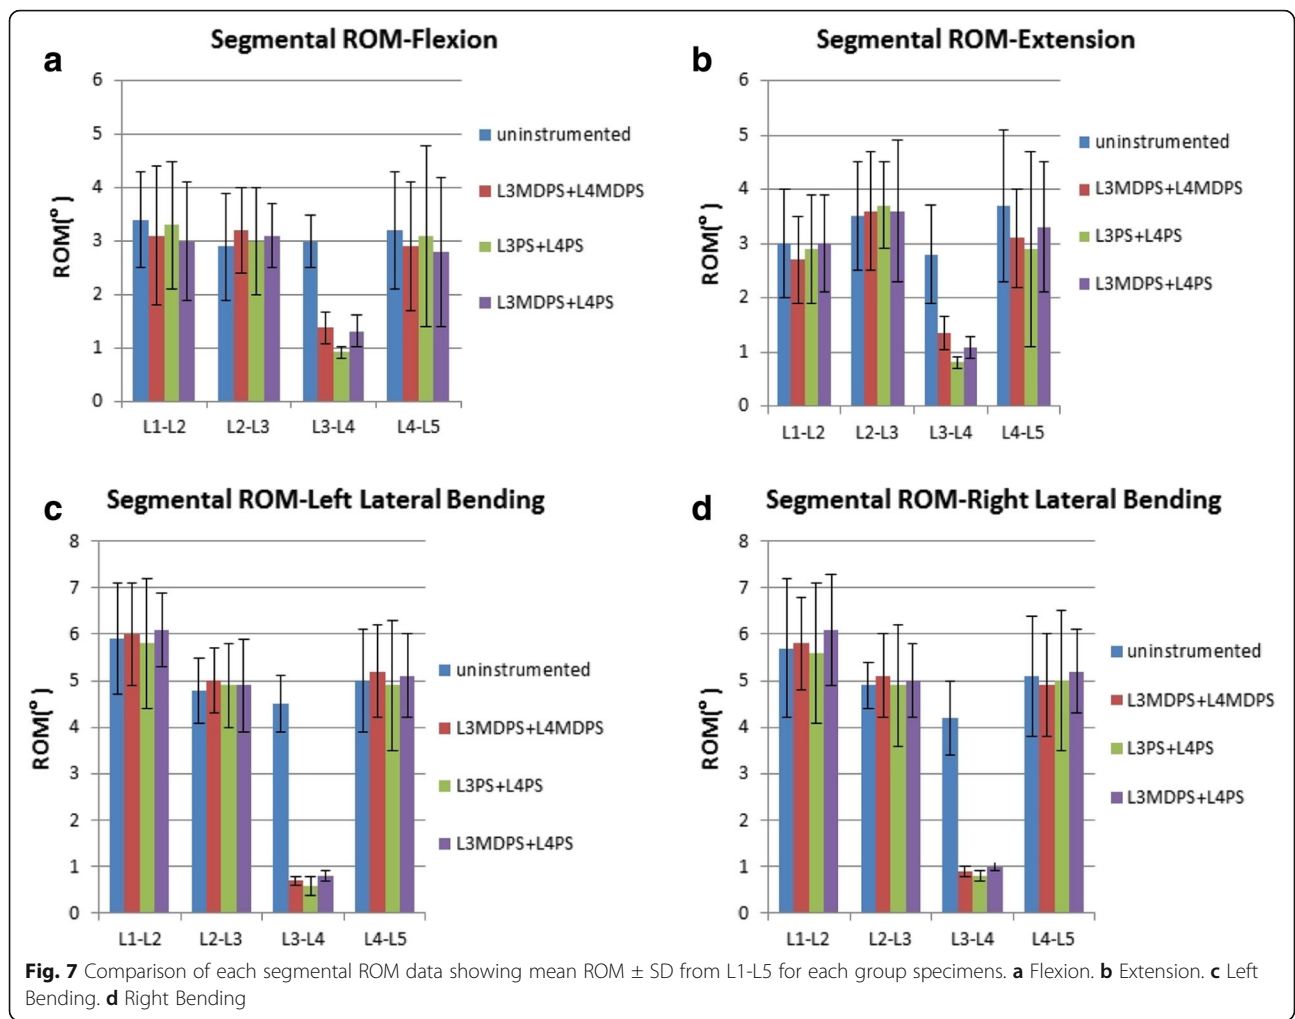 a
Segmental ROM-Flexion
6
5
4
3
2
1
0
ROM(°)
L1-L2 L2-L3 L3-L4 L4-L5
uninstrumented
L3MDPS+L4MDPS
L3PS+L4PS
L3MDPS+L4PS
b
Segmental ROM-Extension
6
5
4
3
2
1
0
ROM(°)
L1-L2 L2-L3 L3-L4 L4-L5
uninstrumented
L3MDPS+L4MDPS
L3PS+L4PS
L3MDPS+L4PS
c
Segmental ROM-Left Lateral Bending
8
7
6
5
4
3
2
1
0
ROM(°)
L1-L2 L2-L3 L3-L4 L4-L5
uninstrumented
L3MDPS+L4MDPS
L3PS+L4PS
L3MDPS+L4PS
d
Segmental ROM-Right Lateral Bending
8
7
6
5
4
3
2
1
0
ROM(°)
L1-L2 L2-L3 L3-L4 L4-L5
uninstrumented
L3MDPS+L4MDPS
L3PS+L4PS
L3MDPS+L4PS
Fig. 7 Comparison of each segmental ROM data showing mean ROM ± SD from L1-L5 for each group specimens. a Flexion. b Extension. c Left
Bending. d Right Bending